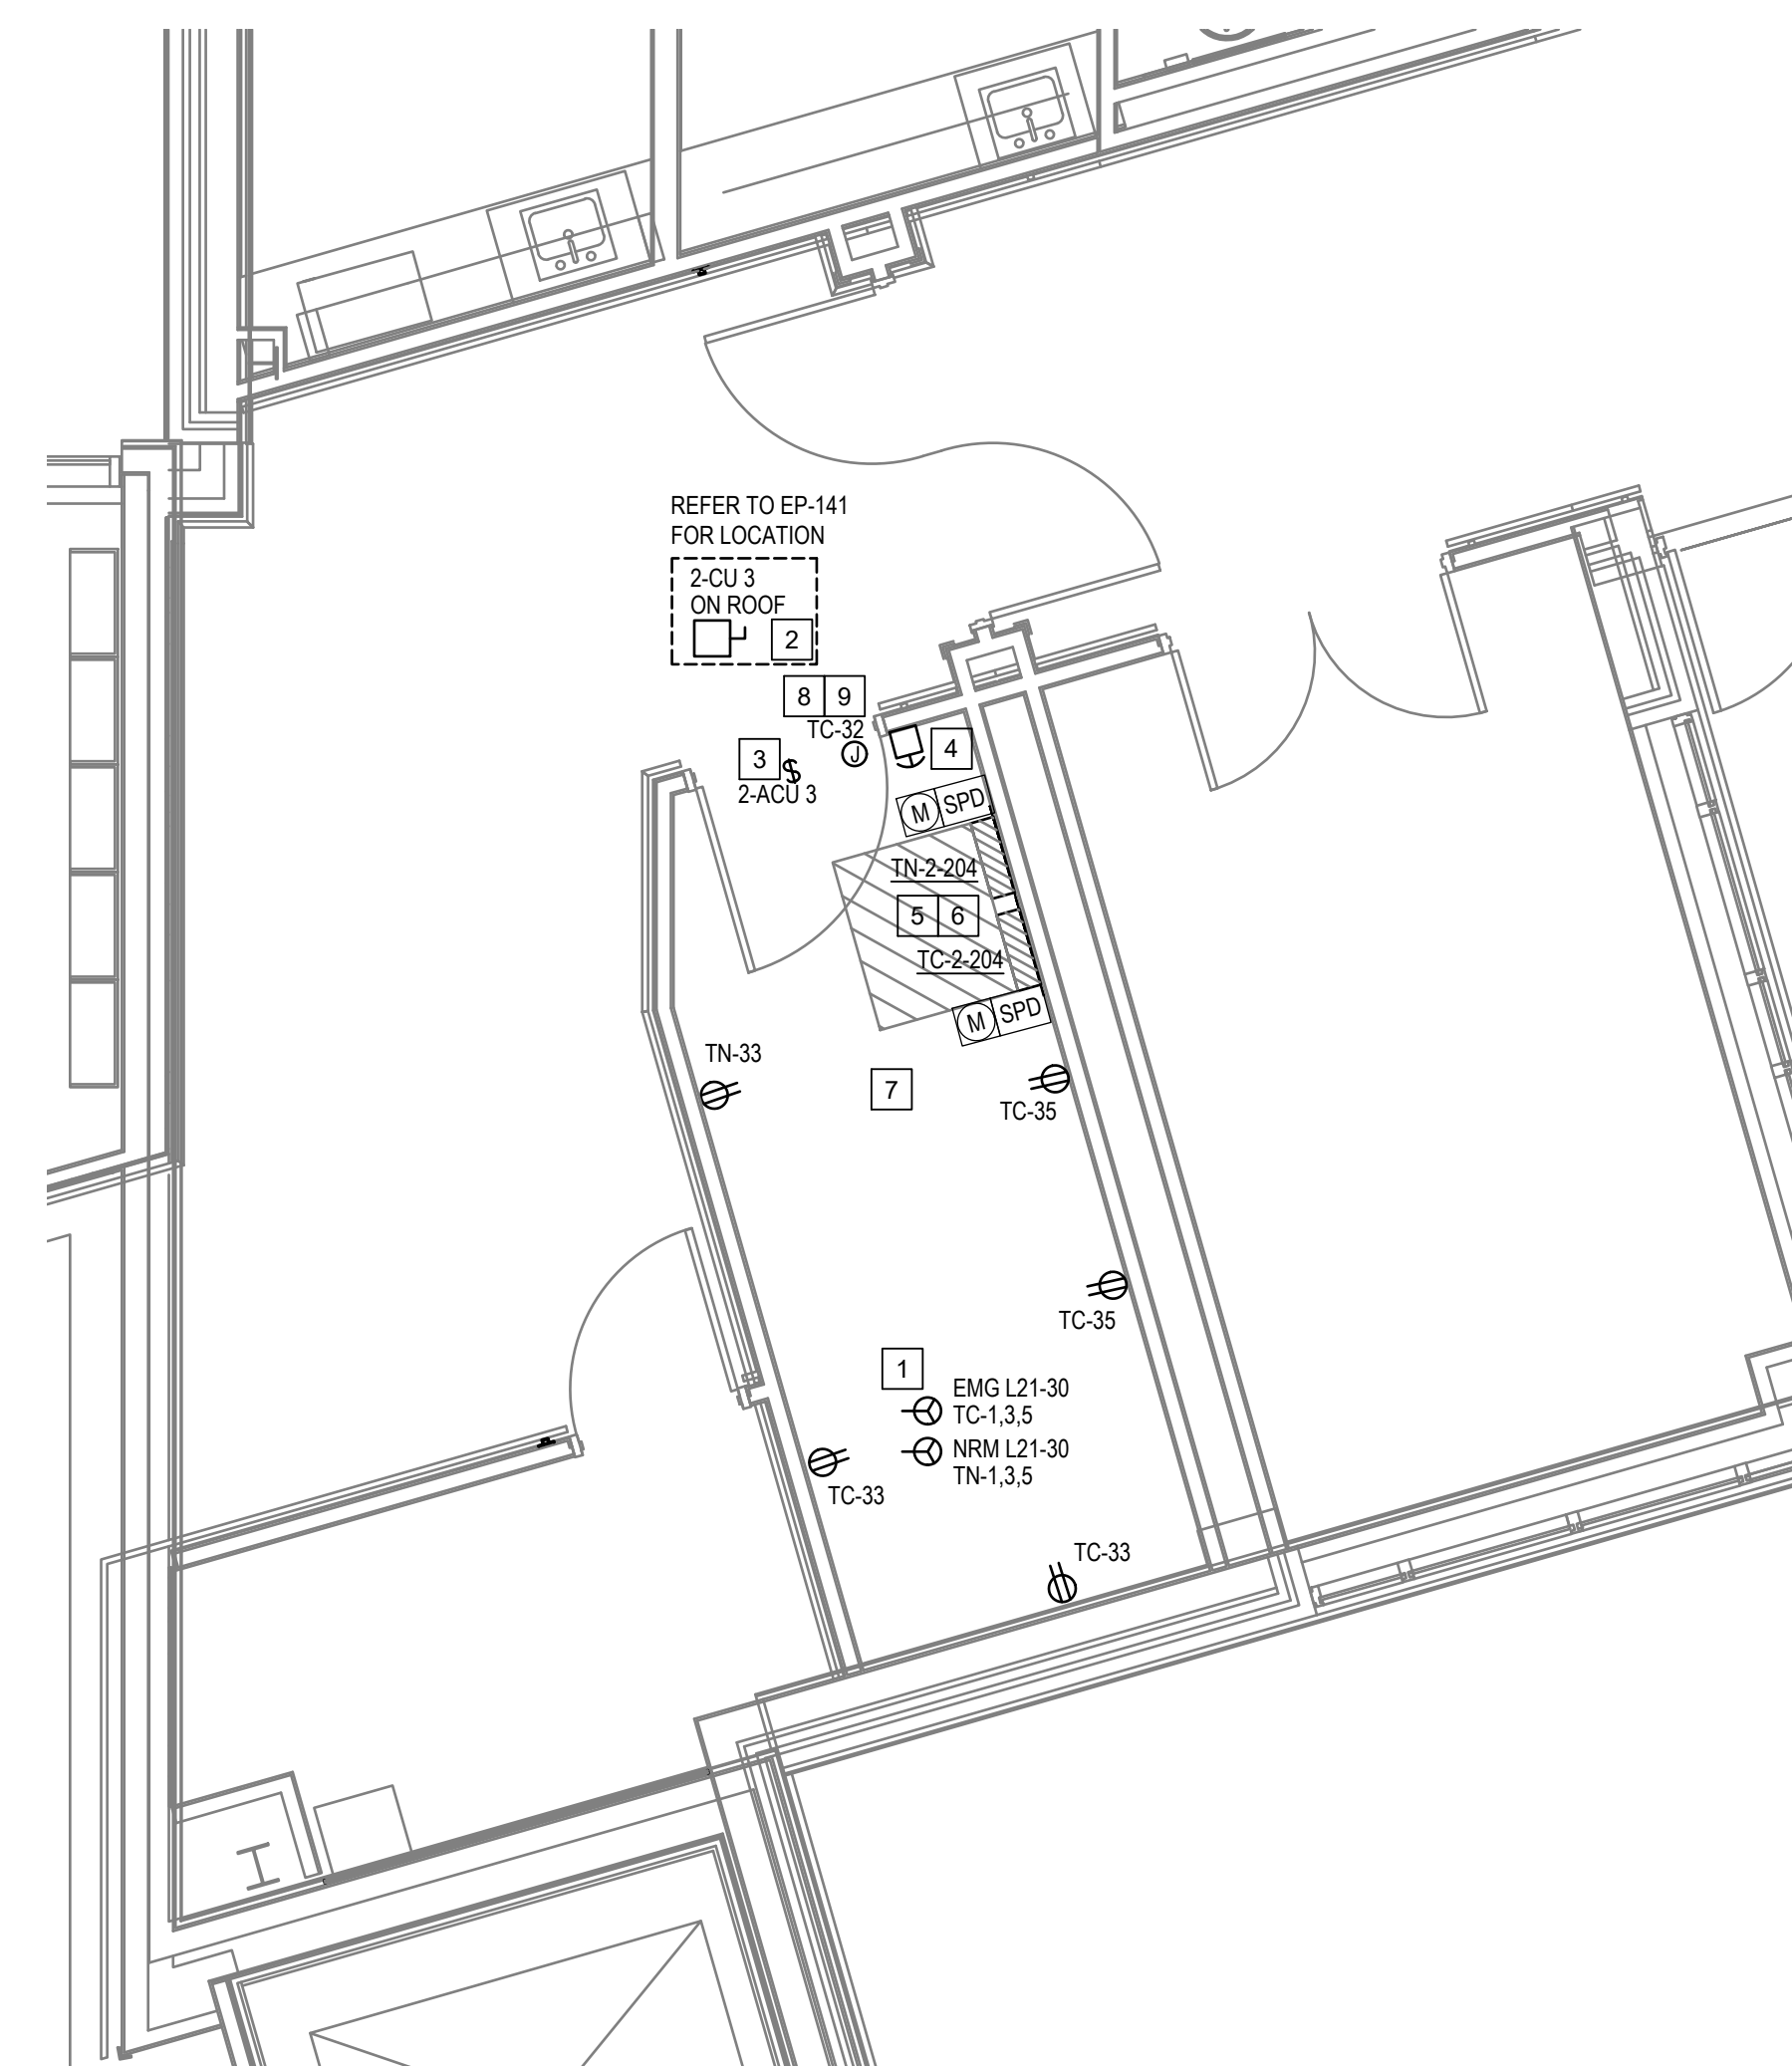 REFER TO EP-141
FOR LOCATION
2-CU 3
ON ROOF
2
8 9
TC-32
J
3
$
2-ACU 3
4
M SPD
TN-2-204
5 6
TC-2-204
M SPD
TN-33
7
TC-35
TC-35
1
EMG L21-30
TC-1,3,5
NRM L21-30
TN-1,3,5
TC-33
TC-33